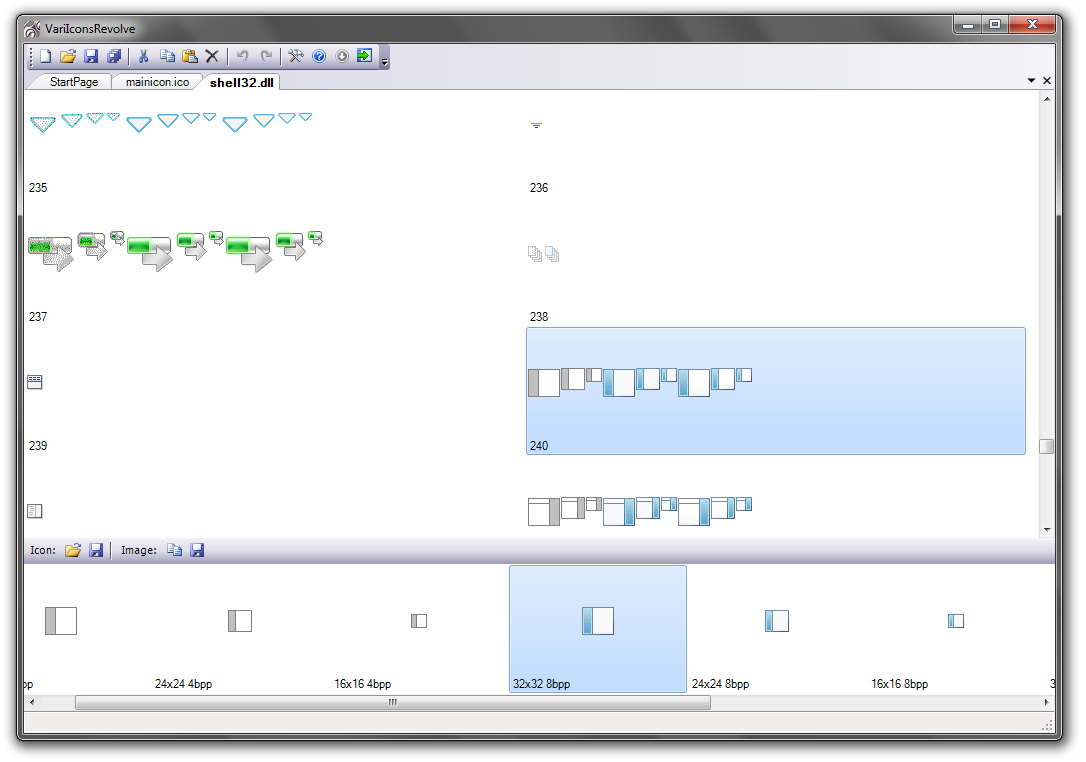 VariIconsRevolve
StartPage mainicon.ico shell32.dll
235 236
237 238
239 240
Icon: Image:
pp 24x24 4bpp 16x16 4bpp 32x32 8bpp 24x24 8bpp 16x16 8bpp 3